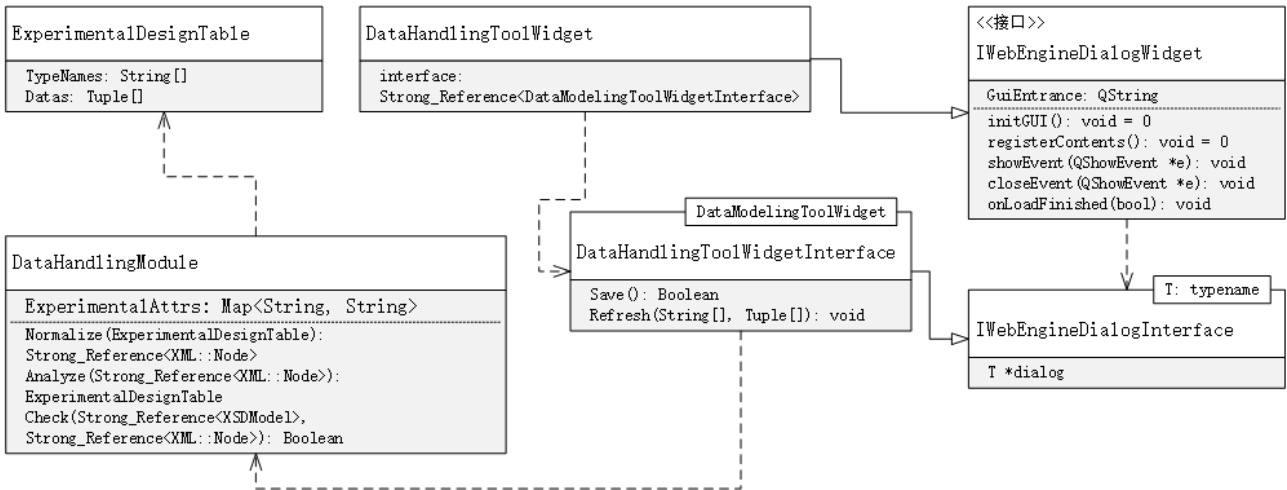 ExperimentalDesignTable
TypeNames: String[]
Datas: Tuple[]
DataHandlingToolWidget
interface:
Strong_Reference<DataModelingToolWidgetInterface>
<<接口>>
IWebEngineDialogWidget
GuiEntrance: QString
initGUI(): void = 0
registerContents(): void = 0
showEvent(QShowEvent *e): void
closeEvent(QShowEvent *e): void
onLoadFinished(bool): void
DataHandlingModule
ExperimentalAttrs: Map<String, String>
Normalize(ExperimentalDesignTable):
Strong_Reference<XML::Node>
Analyze(Strong_Reference<XML::Node>):
ExperimentalDesignTable
Check(Strong_Reference<XSDModel>,
Strong_Reference<XML::Node>): Boolean
DataModelingToolWidget
DataHandlingToolWidgetInterface
Save(): Boolean
Refresh(String[], Tuple[]): void
T: typename
IWebEngineDialogInterface
T *dialog